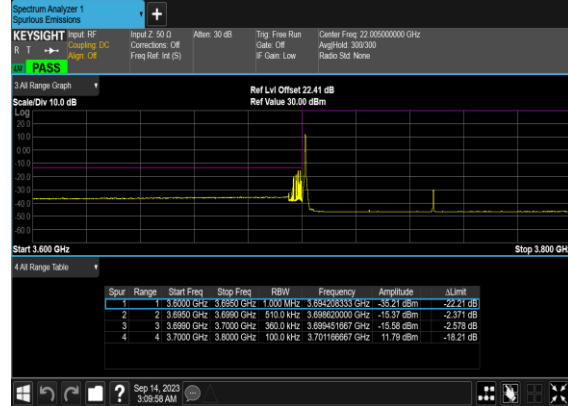 Spectrum Analyzer 1
Spurious Emissions
+
KEYSIGHT Input: RF Input Z: 50 Ω Atten: 30 dB Trig: Free Run Center Freq: 22.005000000 GHz
R T Coupling: DC Corrections: Off Gate: Off Avg|Hold: 300/300
Align: Off Freq Ref: Int (S) IF Gain: Low Radio Std: None
PASS
3 All Range Graph
Ref Lvl Offset 22.41 dB
Scale/Div 10.0 dB Ref Value 30.00 dBm
Log
20.0
10.0
0.00
-10.0
-20.0
-30.0
-40.0
-50.0
-60.0
Start 3.600 GHz Stop 3.800 GH
4 All Range Table
Spur Range Start Freq Stop Freq RBW Frequency Amplitude ΔLimit
1 1 3.6000 GHz 3.6950 GHz 1.000 MHz 3.694208333 GHz -35.21 dBm -22.21 dB
2 2 3.6950 GHz 3.6990 GHz 510.0 kHz 3.698620000 GHz -15.37 dBm -2.371 dB
3 3 3.6990 GHz 3.7000 GHz 360.0 kHz 3.699451667 GHz -15.58 dBm -2.578 dB
4 4 3.7000 GHz 3.8000 GHz 100.0 kHz 3.701166667 GHz 11.79 dBm -18.21 dB
? Sep 14, 2023
3:09:58 AM